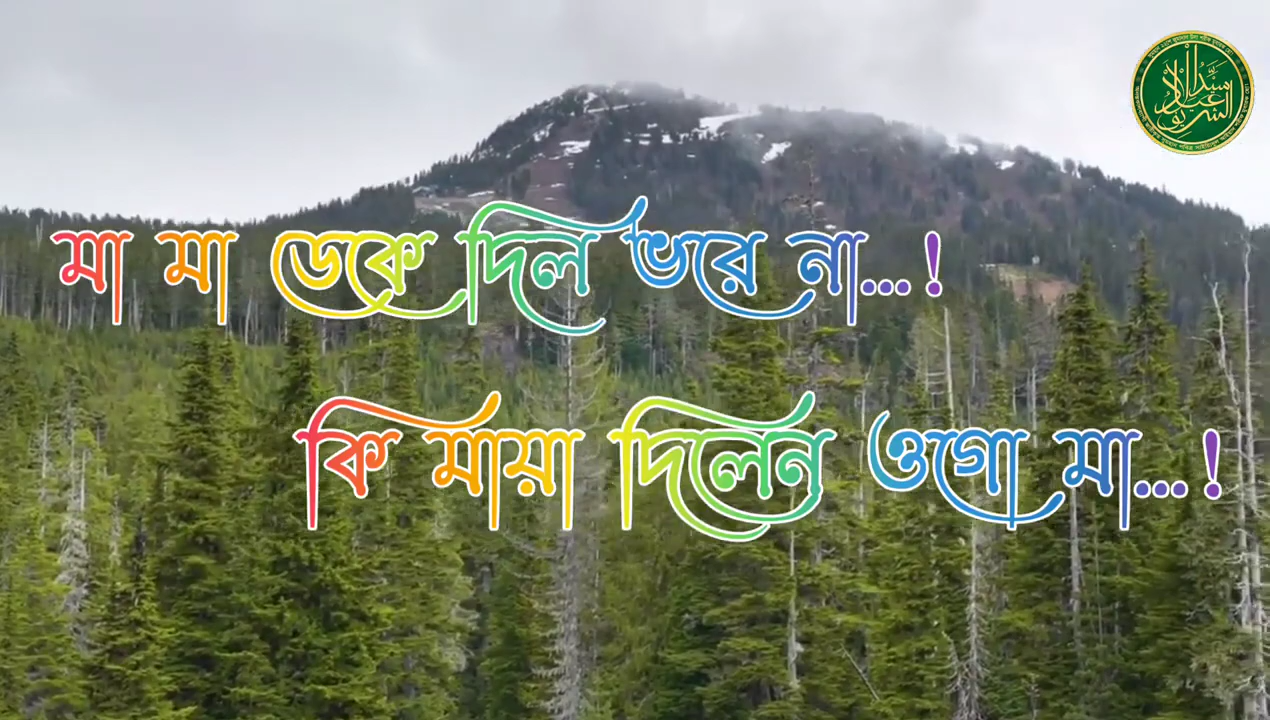 মা মা ডেকে দিল ভরে না...!
কি মায়া দিলেন ওগো মা...!